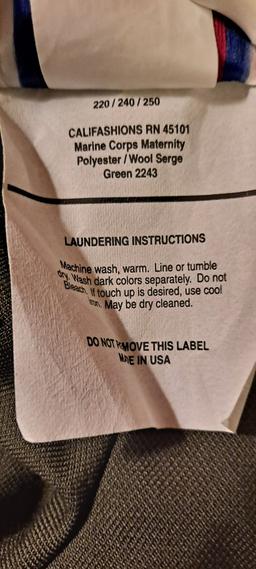 220 / 240 / 250
CALIFASHIONS RN 45101
Marine Corps Maternity
Polyester / Wool Serge
Green 2243
LAUNDERING INSTRUCTIONS
Machine wash, warm. Line or tumble
dry. Wash dark colors separately. Do not
Bleach. If touch up is desired, use cool
iron. May be dry cleaned.
DO NOT REMOVE THIS LABEL
MADE IN USA